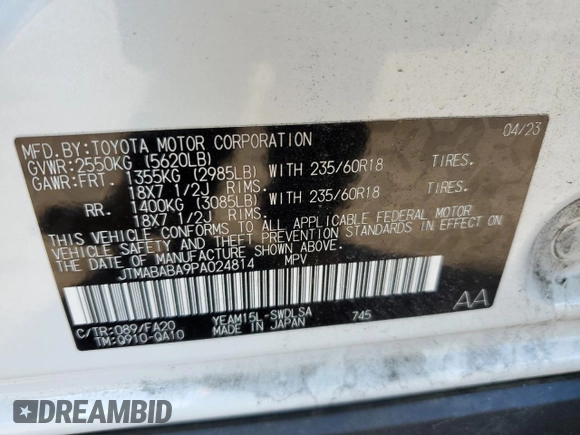 MFD.BY:TOYOTA MOTOR CORPORATION 04/23
GVWR:2550KG (5620LB)
GAWR:FRT. 1355KG (2985LB) WITH 235/60R18 TIRES.
18X7 1/2J RIMS.
RR. 1400KG (3085LB) WITH 235/60R18 TIRES.
18X7 1/2J RIMS.
THIS VEHICLE CONFORMS TO ALL APPLICABLE FEDERAL MOTOR
VEHICLE SAFETY AND THEFT PREVENTION STANDARDS IN EFFECT ON
THE DATE OF MANUFACTURE SHOWN ABOVE.
JTMABABA9PA024814 MPV
C/TR:089/FA20 YEAM15L-SWDLSA 745 AA
TM:Q910-QA10 MADE IN JAPAN
DREAMBID